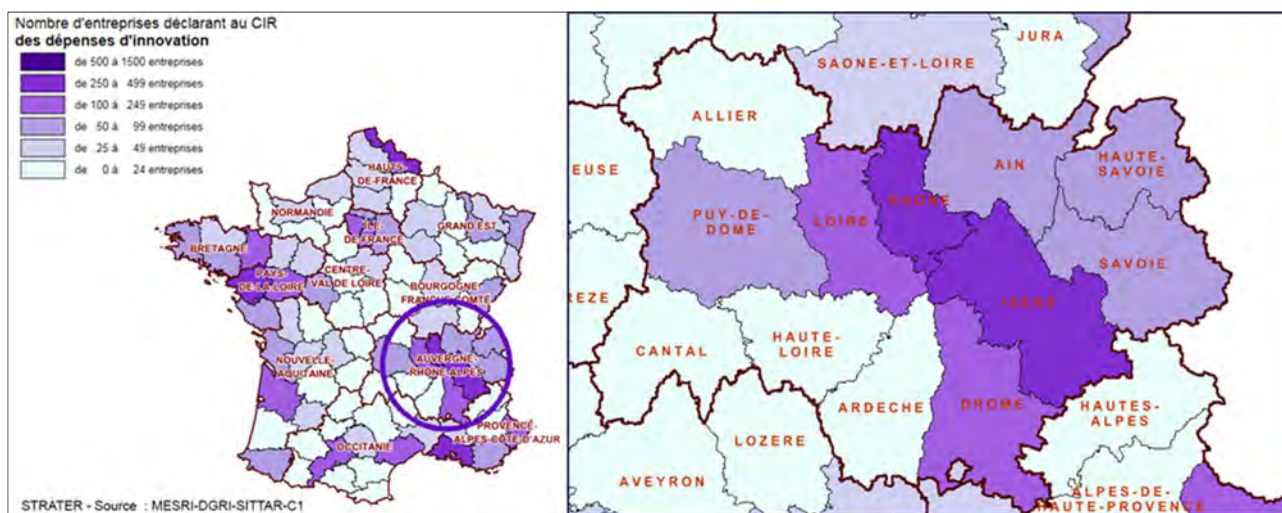 Nombre d'entreprises déclarant au CIR
des dépenses d'innovation
de 500 à 1500 entreprises
de 250 à 499 entreprises
de 100 à 249 entreprises
de 50 à 99 entreprises
de 25 à 49 entreprises
de 0 à 24 entreprises
HAUTS-
DE-FRANCE
NORMANDIE
ILE-
DE-FRANCE
GRAND EST
BRETAGNE
PAYS-
DE-LA-LOIRE
CENTRE-
VAL DE LOIRE
BOURGOGNE-
FRANCHE-COMTÉ
NOUVELLE-
AQUITAINE
AUVERGNE-
RHÔNE-ALPES
OCCITANIE
PROVENCE-
ALPES-CÔTE D'AZUR
STRATER - Source : MESRI-DGRI-SITTAR-C1
JURA
SAONE-ET-LOIRE
ALLIER
AIN
HAUTE-
SAVOIE
EUSE
RHONE
PUY-DE-
DOME
LOIRE
SAVOIE
REZE
ISERE
CANTAL
HAUTE-
LOIRE
ARDECHE
DROME
HAUTES-
ALPES
LOZERE
AVEYRON
ALPES-DE-
HAUTE-PROVENCE